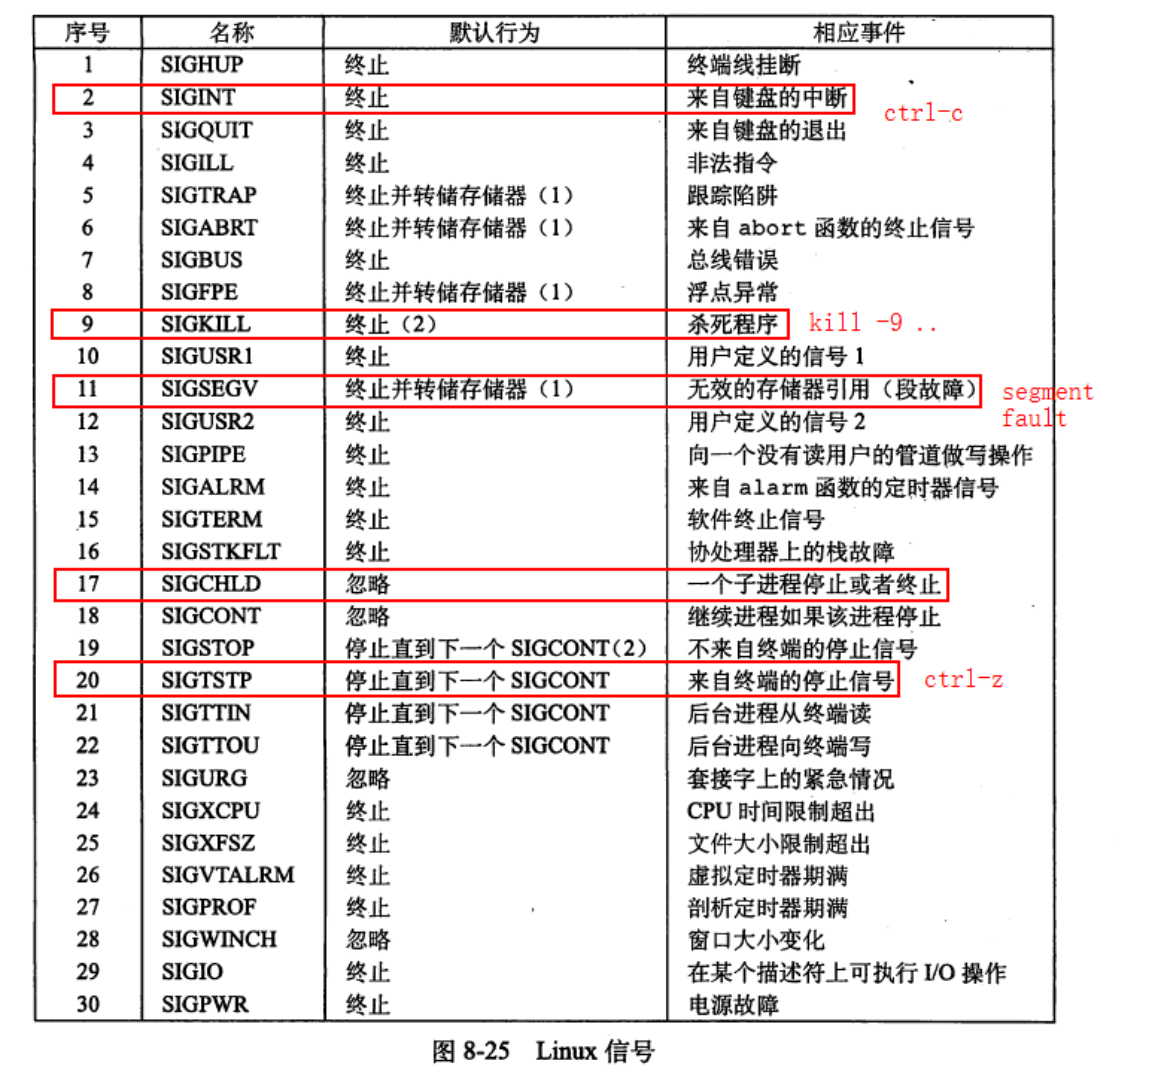 序号 名称 默认行为 相应事件
1 SIGHUP 终止 终端线挂断
2 SIGINT 终止 来自键盘的中断 ctrl-c
3 SIGQUIT 终止 来自键盘的退出
4 SIGILL 终止 非法指令
5 SIGTRAP 终止并转储存储器（1） 跟踪陷阱
6 SIGABRT 终止并转储存储器（1） 来自 abort 函数的终止信号
7 SIGBUS 终止 总线错误
8 SIGFPE 终止并转储存储器（1） 浮点异常
9 SIGKILL 终止（2） 杀死程序 kill -9 ..
10 SIGUSR1 终止 用户定义的信号 1
11 SIGSEGV 终止并转储存储器（1） 无效的存储器引用（段故障） segment
fault
12 SIGUSR2 终止 用户定义的信号 2
13 SIGPIPE 终止 向一个没有读用户的管道做写操作
14 SIGALRM 终止 来自 alarm 函数的定时器信号
15 SIGTERM 终止 软件终止信号
16 SIGSTKFLT 终止 协处理器上的栈故障
17 SIGCHLD 忽略 一个子进程停止或者终止
18 SIGCONT 忽略 继续进程如果该进程停止
19 SIGSTOP 停止直到下一个 SIGCONT（2） 不来自终端的停止信号
20 SIGTSTP 停止直到下一个 SIGCONT 来自终端的停止信号 ctrl-z
21 SIGTTIN 停止直到下一个 SIGCONT 后台进程从终端读
22 SIGTTOU 停止直到下一个 SIGCONT 后台进程向终端写
23 SIGURG 忽略 套接字上的紧急情况
24 SIGXCPU 终止 CPU 时间限制超出
25 SIGXFSZ 终止 文件大小限制超出
26 SIGVTALRM 终止 虚拟定时器期满
27 SIGPROF 终止 剖析定时器期满
28 SIGWINCH 忽略 窗口大小变化
29 SIGIO 终止 在某个描述符上可执行 I/O 操作
30 SIGPWR 终止 电源故障
图 8-25 Linux 信号